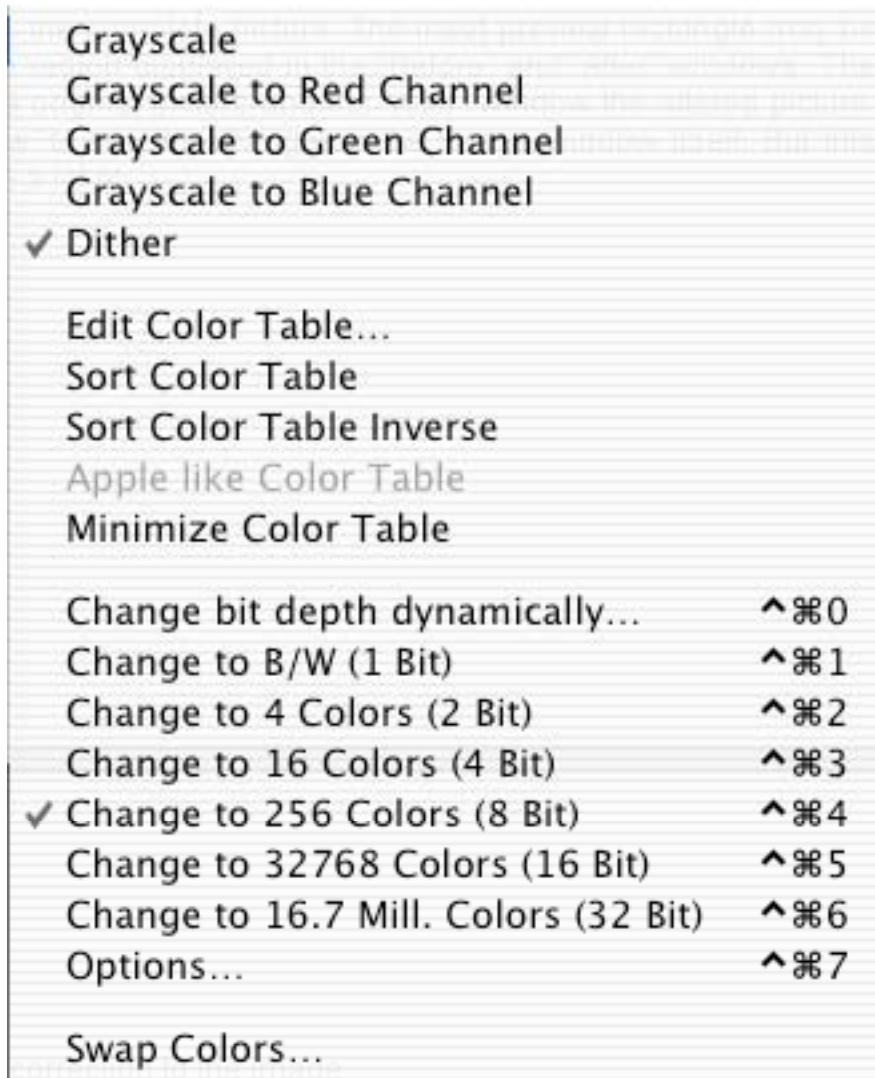 Grayscale
Grayscale to Red Channel
Grayscale to Green Channel
Grayscale to Blue Channel
✓ Dither
Edit Color Table...
Sort Color Table
Sort Color Table Inverse
Apple like Color Table
Minimize Color Table
Change bit depth dynamically... ^⌘0
Change to B/W (1 Bit) ^⌘1
Change to 4 Colors (2 Bit) ^⌘2
Change to 16 Colors (4 Bit) ^⌘3
✓ Change to 256 Colors (8 Bit) ^⌘4
Change to 32768 Colors (16 Bit) ^⌘5
Change to 16.7 Mill. Colors (32 Bit) ^⌘6
Options... ^⌘7
Swap Colors...
correction to the image